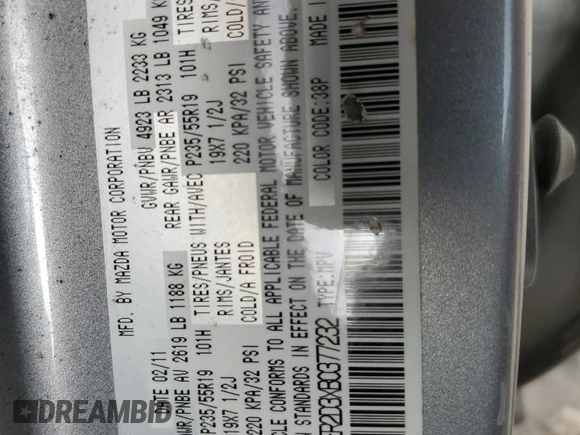 MFD. BY MAZDA MOTOR CORPORATION
DATE 02/11 GVWR/PNBV 4923 LB 2233 KG
GAWR/PNBE AV 2619 LB 1188 KG REAR GAWR/PNBE AR 2313 LB 1049
P235/55R19 101H TIRES/PNEUS WITH/AVEC P235/55R19 101H TIRES
19X7 1/2J RIMS/JANTES 19X7 1/2J RIMS/
220 KPA/32 PSI COLD/A FROID 220 KPA/32 PSI COLD/
CONFORMS TO ALL APPLICABLE FEDERAL MOTOR VEHICLE SAFETY
STANDARDS IN EFFECT ON THE DATE OF MANUFACTURE SHOWN ABOVE.
ER2D3XB0377232 TYPE:MPV COLOR CODE:38P MADE
DREAMBID.COM